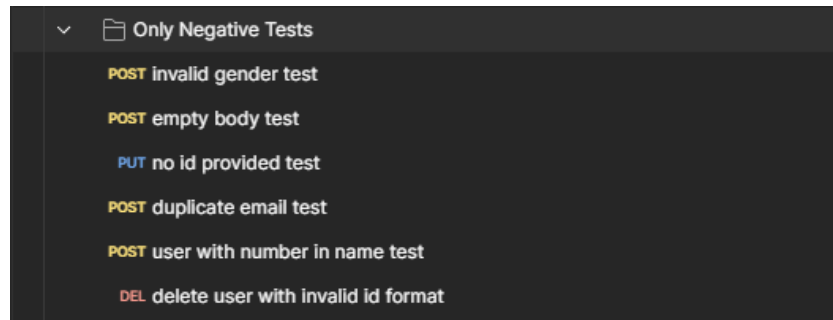 Only Negative Tests
POST invalid gender test
POST empty body test
PUT no id provided test
POST duplicate email test
POST user with number in name test
DEL delete user with invalid id format